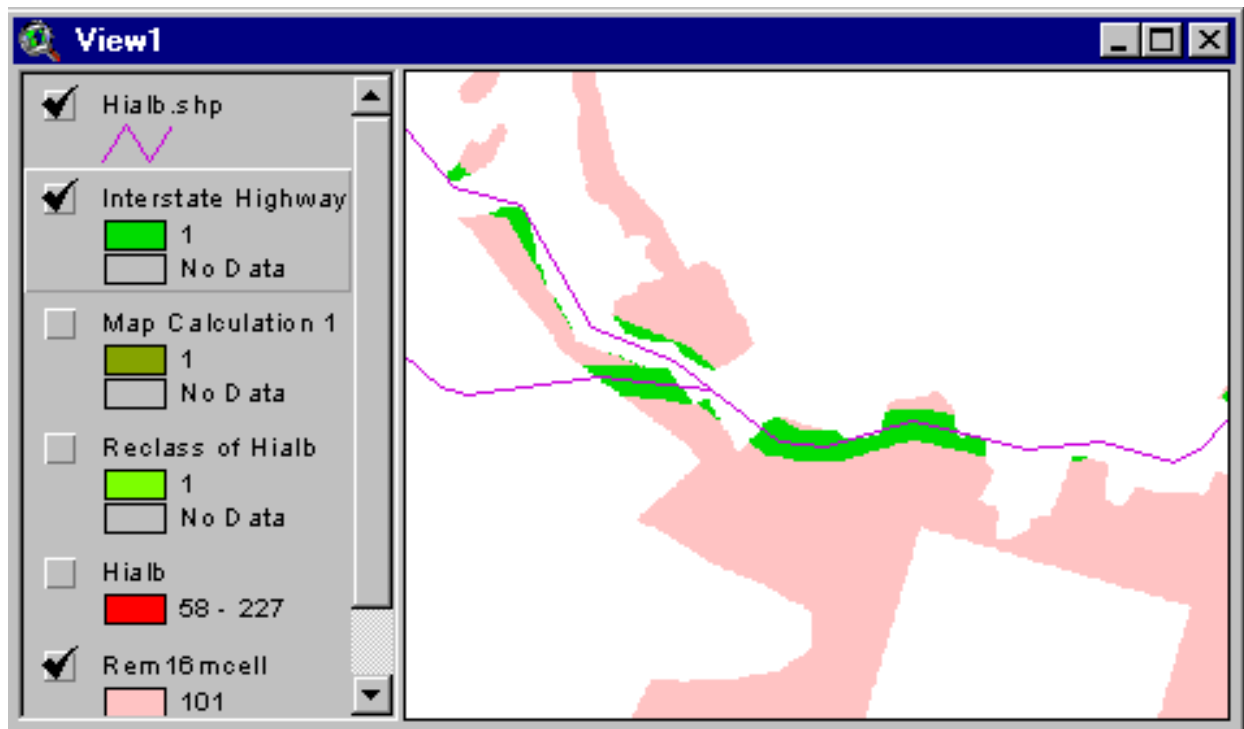 View1
Hialb.shp
Interstate Highway
1
No Data
Map Calculation 1
1
No Data
Reclass of Hialb
1
No Data
Hialb
58 - 227
Rem16mcell
101